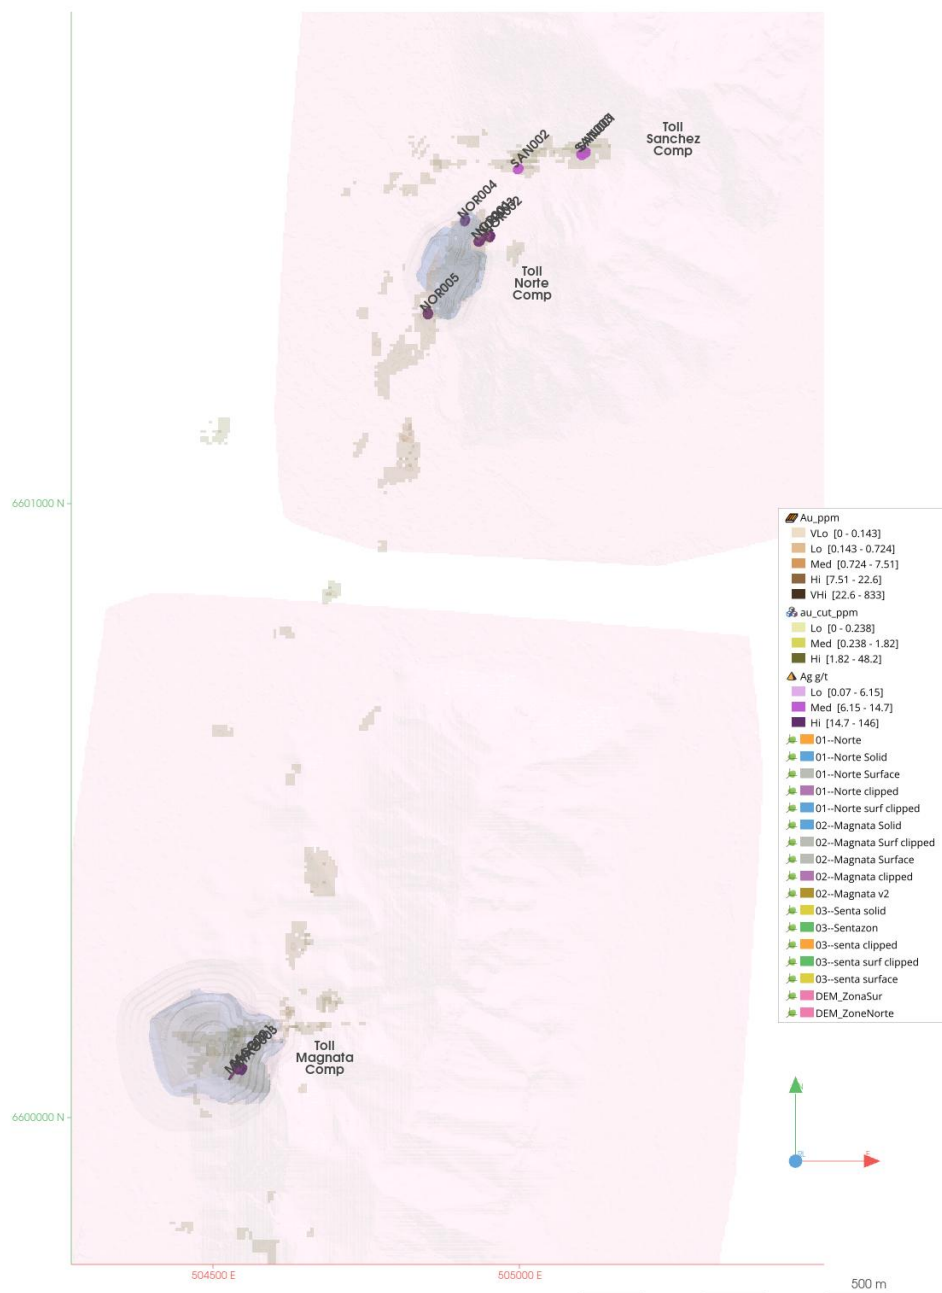 Toll
Sanchez
Comp
SAN002
NOR004
NOR002
Toll
Norte
Comp
NOR005
6601000 N
Au_ppm
VLo [0 - 0.143]
Lo [0.143 - 0.724]
Med [0.724 - 7.51]
Hi [7.51 - 22.6]
VHi [22.6 - 833]
au_cut_ppm
Lo [0 - 0.238]
Med [0.238 - 1.82]
Hi [1.82 - 48.2]
Ag g/t
Lo [0.07 - 6.15]
Med [6.15 - 14.7]
Hi [14.7 - 146]
01--Norte
01--Norte Solid
01--Norte Surface
01--Norte clipped
01--Norte surf clipped
02--Magnata Solid
02--Magnata Surf clipped
02--Magnata Surface
02--Magnata clipped
02--Magnata v2
03--Senta solid
03--Sentazon
03--senta clipped
03--senta surf clipped
03--senta surface
DEM_ZonaSur
DEM_ZoneNorte
Toll
Magnata
Comp
6600000 N
504500 E
505000 E
500 m